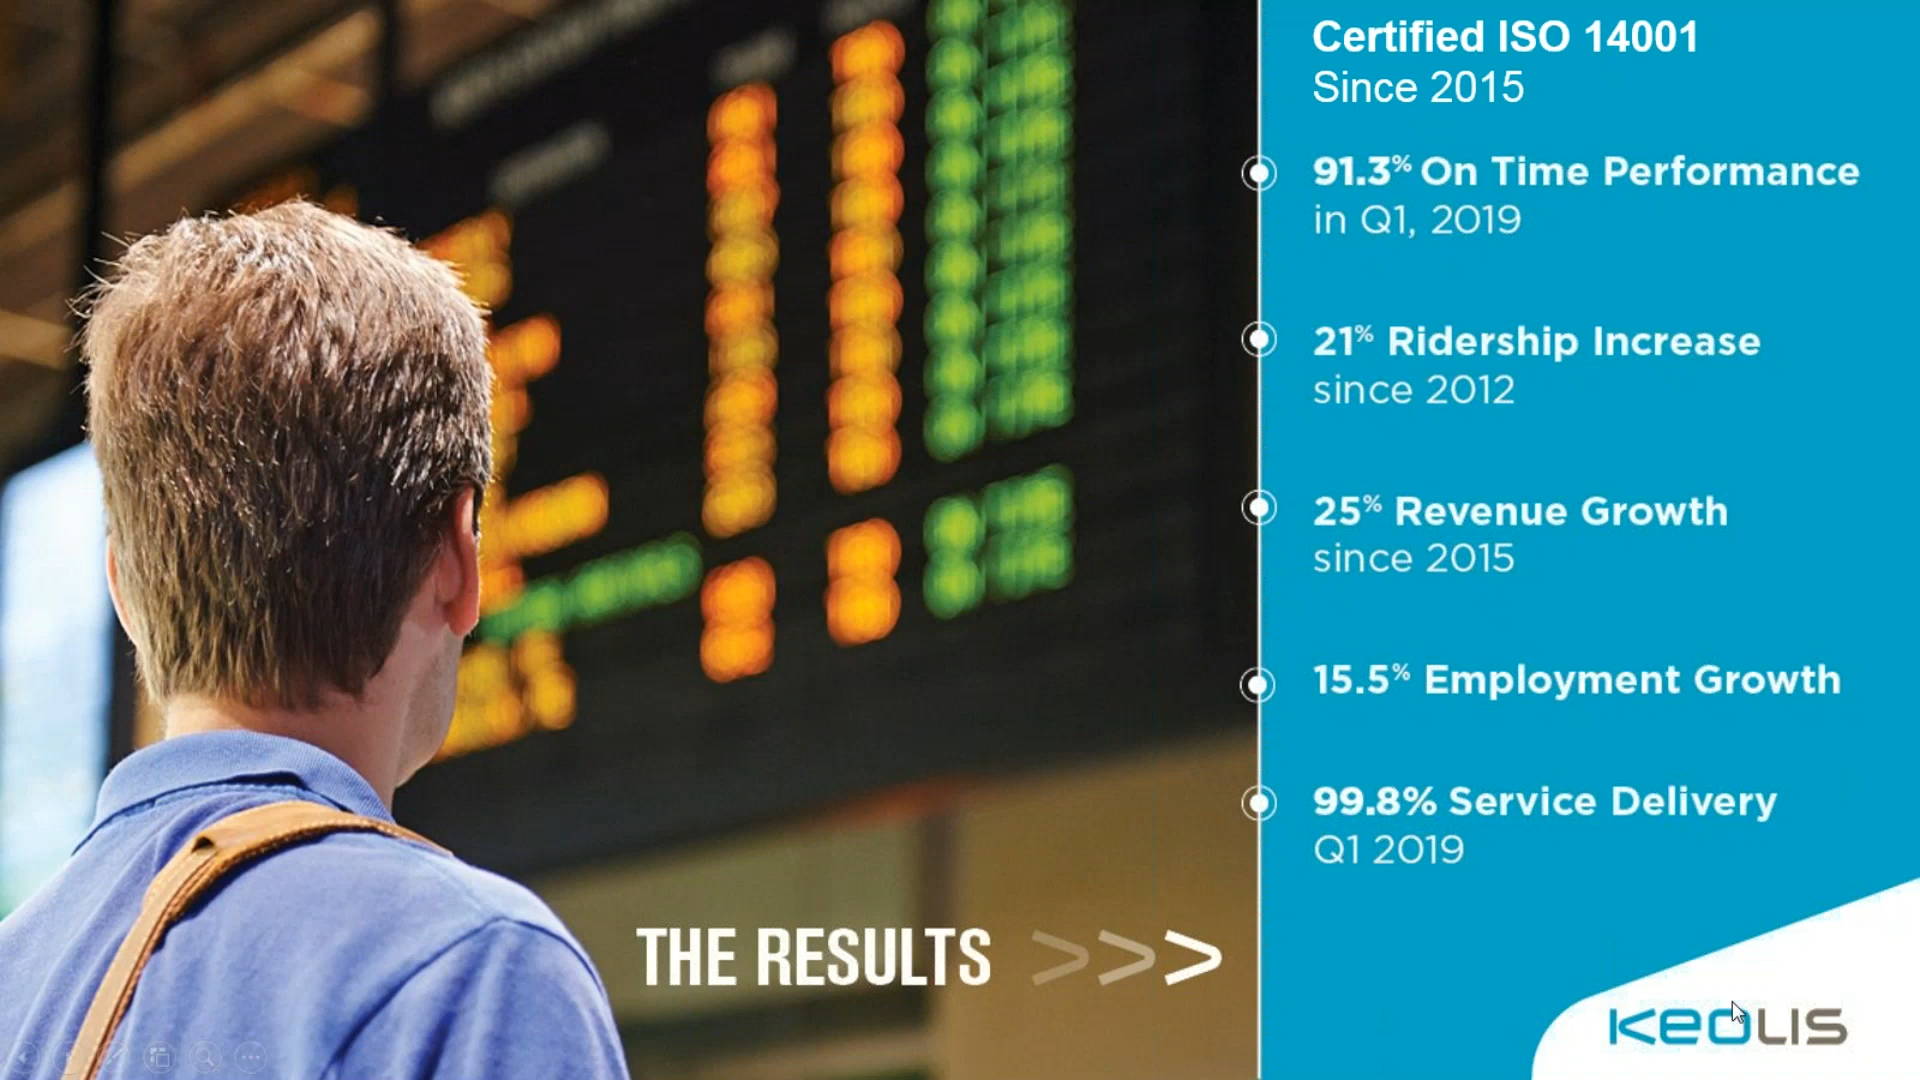 Certified ISO 14001
Since 2015
91.3% On Time Performance
in Q1, 2019
21% Ridership Increase
since 2012
25% Revenue Growth
since 2015
15.5% Employment Growth
99.8% Service Delivery
Q1 2019
THE RESULTS >>>
KEOLIS